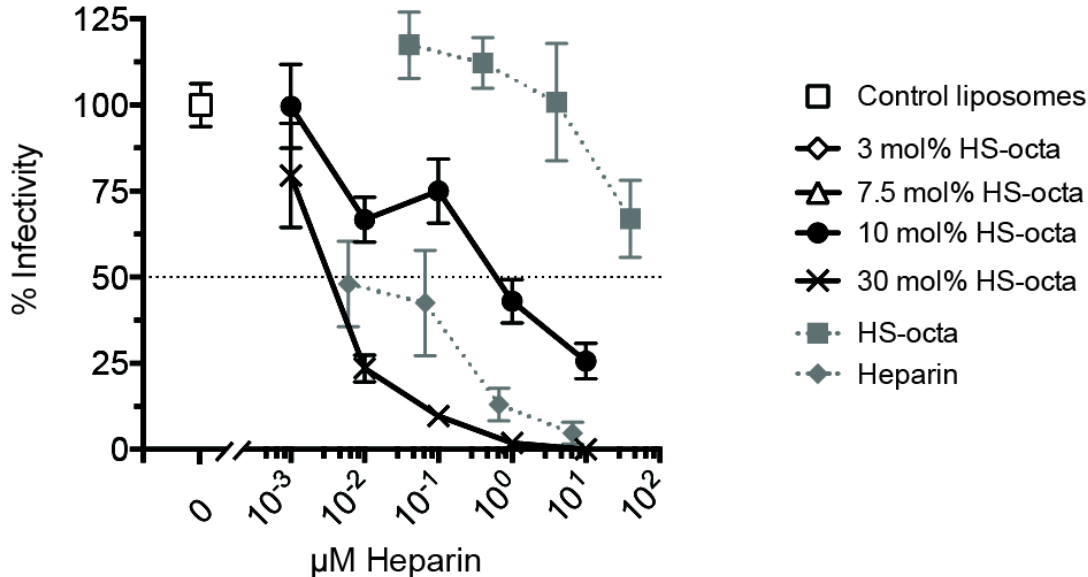 % Infectivity
125
100
75
50
25
0
0
10⁻³
10⁻²
10⁻¹
10⁰
10¹
10²
µM Heparin
Control liposomes
3 mol% HS-octa
7.5 mol% HS-octa
10 mol% HS-octa
30 mol% HS-octa
HS-octa
Heparin